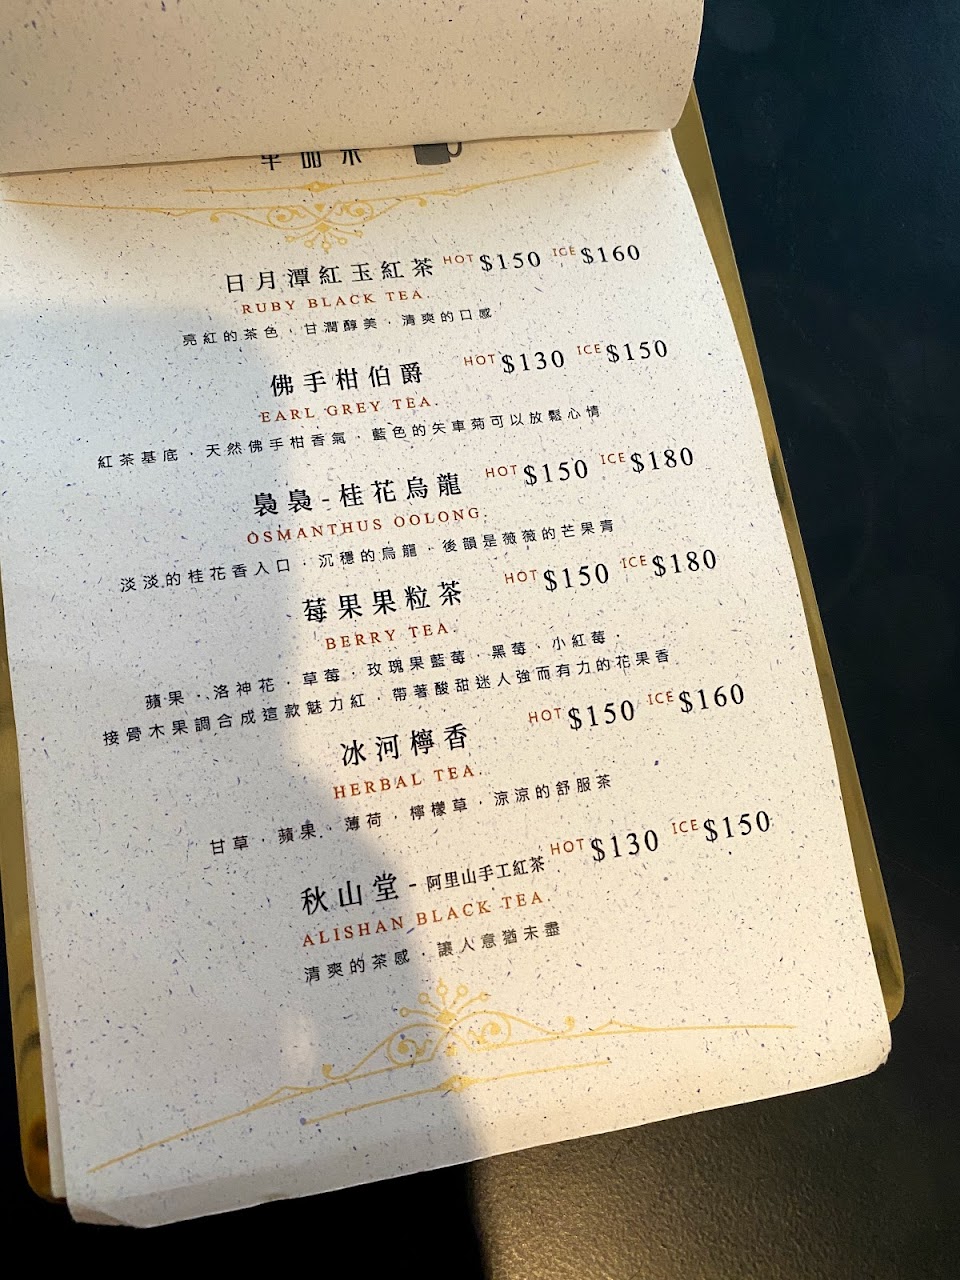 日月潭紅玉紅茶 HOT $150 ICE $160
RUBY BLACK TEA.
亮紅的茶色．甘潤醇美．清爽的口感
佛手柑伯爵 HOT $130 ICE $150
EARL GREY TEA.
紅茶基底．天然佛手柑香氣．藍色的矢車菊可以放鬆心情
裊裊-桂花烏龍 HOT $150 ICE $180
OSMANTHUS OOLONG.
淡淡的桂花香入口．沉穩的烏龍．後韻是薇薇的芒果青
莓果果粒茶 HOT $150 ICE $180
BERRY TEA.
蘋果．洛神花．草莓．玫瑰果藍莓．黑莓．小紅莓．
接骨木果調合成這款魅力紅．帶著酸甜迷人強而有力的花果香
冰河檸香 HOT $150 ICE $160
HERBAL TEA.
甘草．蘋果．薄荷．檸檬草．涼涼的舒服茶
秋山堂-阿里山手工紅茶 HOT $130 ICE $150
ALISHAN BLACK TEA.
清爽的茶感．讓人意猶未盡